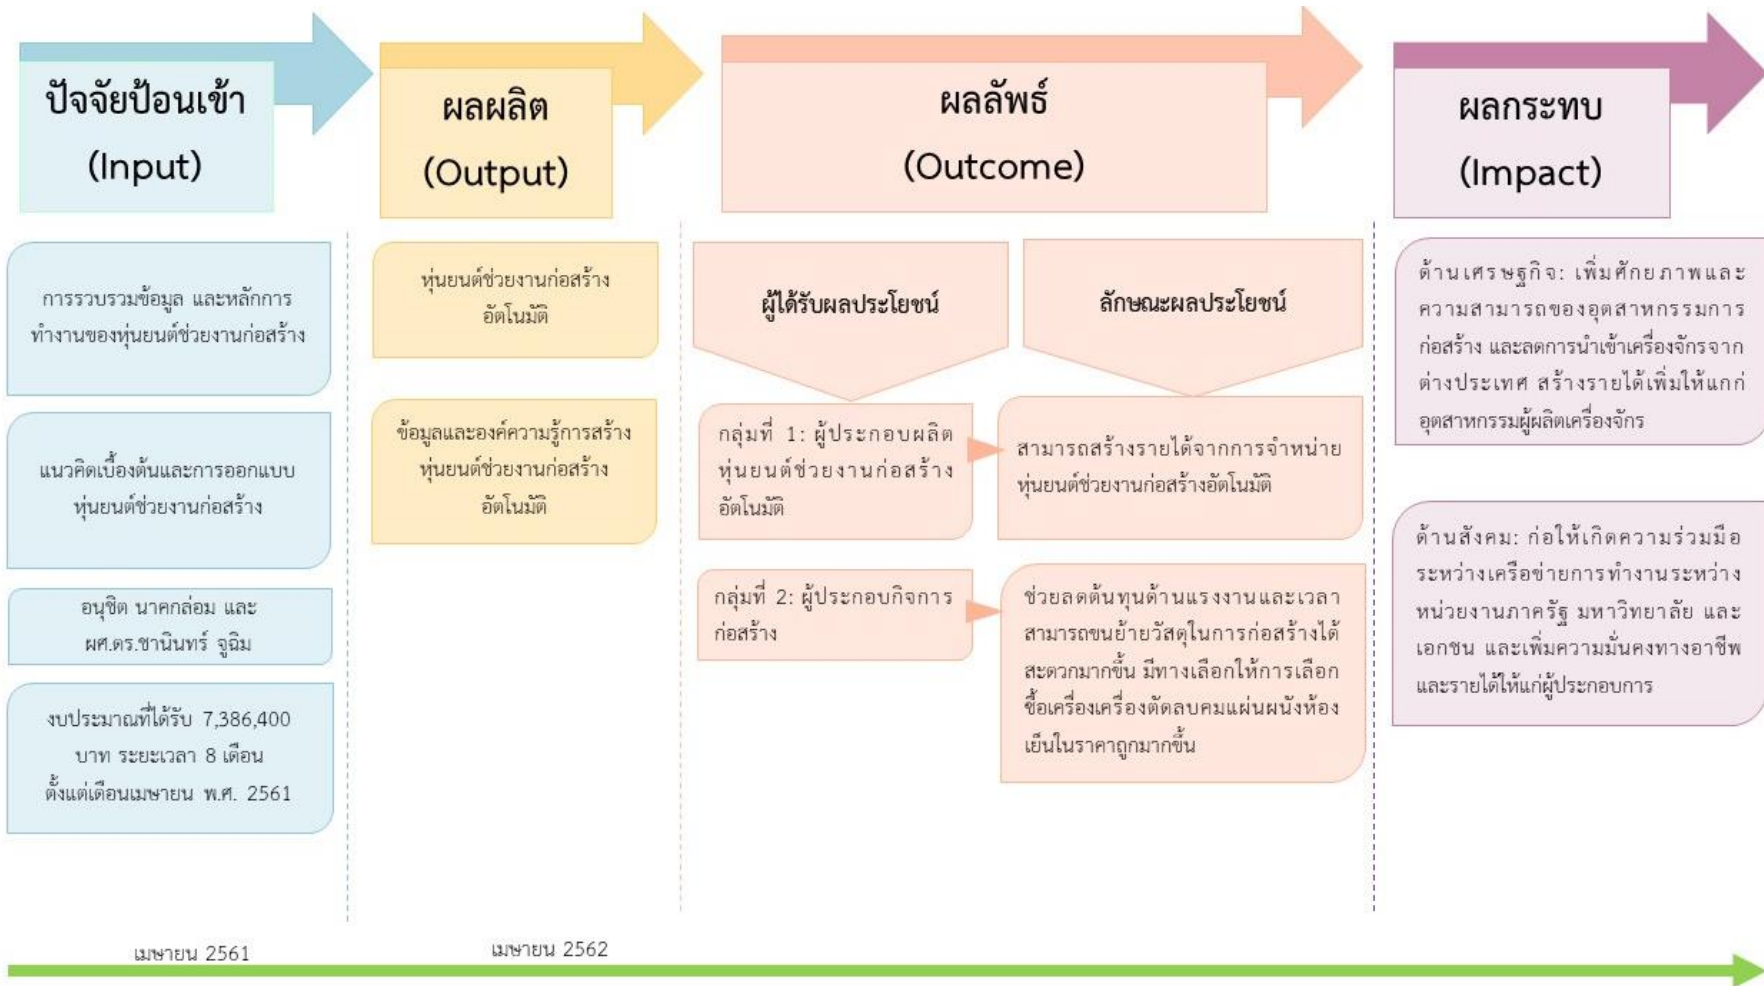 ปัจจัยป้อนเข้า
(Input)
ผลผลิต
(Output)
ผลลัพธ์
(Outcome)
ผลกระทบ
(Impact)
การรวบรวมข้อมูล และหลักการ
ทำงานของหุ่นยนต์ช่วยงานก่อสร้าง
แนวคิดเบื้องต้นและการออกแบบ
หุ่นยนต์ช่วยงานก่อสร้าง
อนุชิต นาคกล่อม และ
ผศ.ดร.ชานินทร์ จูฉิม
งบประมาณที่ได้รับ 7,386,400
บาท ระยะเวลา 8 เดือน
ตั้งแต่เดือนเมษายน พ.ศ. 2561
หุ่นยนต์ช่วยงานก่อสร้าง
อัตโนมัติ
ข้อมูลและองค์ความรู้การสร้าง
หุ่นยนต์ช่วยงานก่อสร้าง
อัตโนมัติ
ผู้ได้รับผลประโยชน์
ลักษณะผลประโยชน์
กลุ่มที่ 1: ผู้ประกอบผลิต
หุ่นยนต์ช่วยงานก่อสร้าง
อัตโนมัติ
สามารถสร้างรายได้จากการจำหน่าย
หุ่นยนต์ช่วยงานก่อสร้างอัตโนมัติ
กลุ่มที่ 2: ผู้ประกอบกิจการ
ก่อสร้าง
ช่วยลดต้นทุนด้านแรงงานและเวลา
สามารถขนย้ายวัสดุในการก่อสร้างได้
สะดวกมากขึ้น มีทางเลือกให้การเลือก
ซื้อเครื่องเครื่องตัดลบคมแผ่นผนังห้อง
เย็นในราคาถูกมากขึ้น
ด้านเศรษฐกิจ: เพิ่มศักยภาพและ
ความสามารถของอุตสาหกรรมการ
ก่อสร้าง และลดการนำเข้าเครื่องจักรจาก
ต่างประเทศ สร้างรายได้เพิ่มให้แกก่
อุตสาหกรรมผู้ผลิตเครื่องจักร
ด้านสังคม: ก่อให้เกิดความร่วมมือ
ระหว่างเครือข่ายการทำงานระหว่าง
หน่วยงานภาครัฐ มหาวิทยาลัย และ
เอกชน และเพิ่มความมั่นคงทางอาชีพ
และรายได้ให้แก่ผู้ประกอบการ
เมษายน 2561
เมษายน 2562